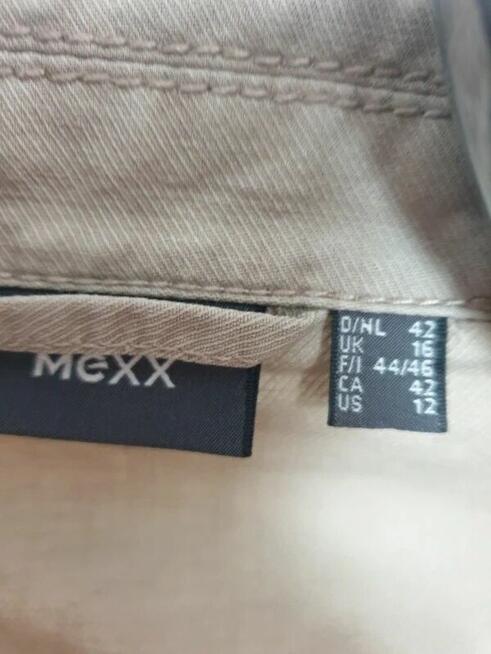 MeXX
D/NL 42
UK 16
F/I 44/46
CA 42
US 12